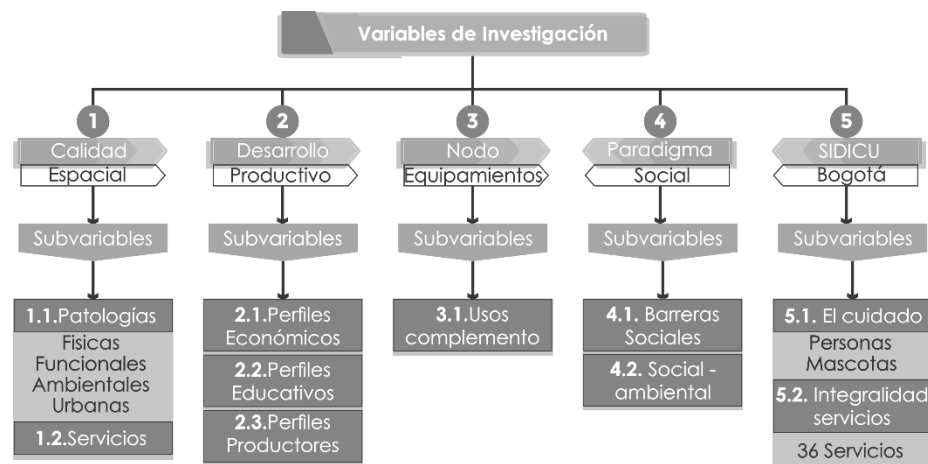 Variables de Investigación
1
Calidad
Espacial
Subvariables
1.1.Patologías
Fisicas
Funcionales
Ambientales
Urbanas
1.2.Servicios
2
Desarrollo
Productivo
Subvariables
2.1.Perfiles
Económicos
2.2.Perfiles
Educativos
2.3.Perfiles
Productores
3
Nodo
Equipamientos
Subvariables
3.1.Usos
complemento
4
Paradigma
Social
Subvariables
4.1. Barreras
Sociales
4.2. Social -
ambiental
5
SIDICU
Bogotá
Subvariables
5.1. El cuidado
Personas
Mascotas
5.2. Integralidad
servicios
36 Servicios